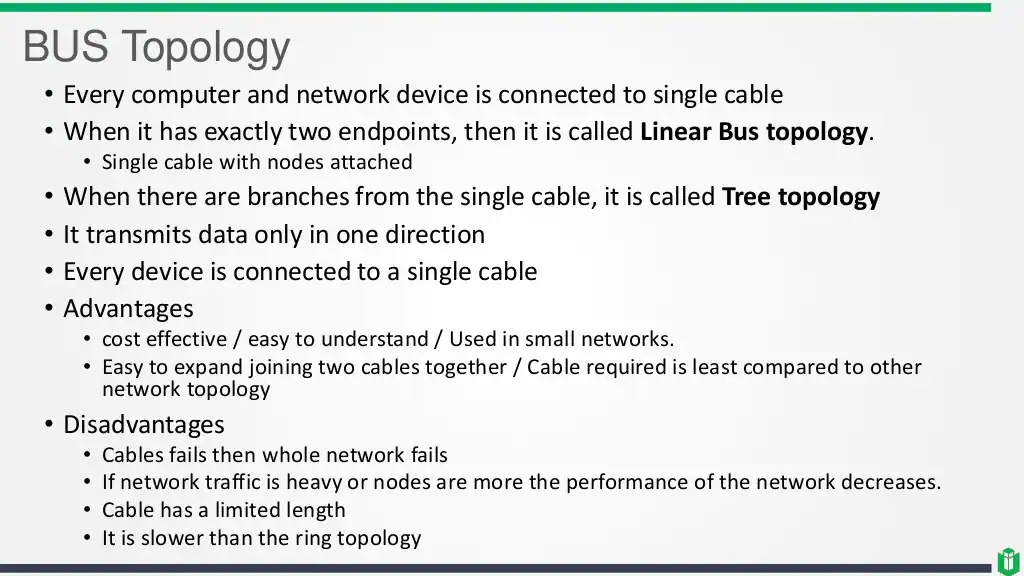 BUS Topology
• Every computer and network device is connected to single cable
• When it has exactly two endpoints, then it is called Linear Bus topology.
• Single cable with nodes attached
• When there are branches from the single cable, it is called Tree topology
• It transmits data only in one direction
• Every device is connected to a single cable
• Advantages
• cost effective / easy to understand / Used in small networks.
• Easy to expand joining two cables together / Cable required is least compared to other
network topology
• Disadvantages
• Cables fails then whole network fails
• If network traffic is heavy or nodes are more the performance of the network decreases.
• Cable has a limited length
• It is slower than the ring topology